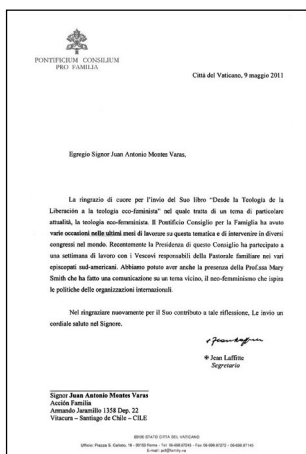 PONTIFICIUM CONSILIUM
PRO FAMILIA
Città del Vaticano, 9 maggio 2011
Egregio Signor Juan Antonio Montes Varas,
La ringrazio di cuore per l'invio del Suo libro "Desde la Teologia de la
Liberación a la teologia eco-feminista" nel quale tratta di un tema di particolare
attualità, la teologia eco-femminista. Il Pontificio Consiglio per la Famiglia ha avuto
varie occasioni nelle ultimi mesi di lavorare su questa tematica e di intervenire in diversi
congressi nel mondo. Recentemente la Presidenza di questo Consiglio ha partecipato a
una settimana di lavoro con i Vescovi responsabili della Pastorale familiare nei vari
episcopati sud-americani. Abbiamo potuto aver anche la presenza della Prof.ssa Mary
Smith che ha fatto una comunicazione su un tema vicino, il neo-femminismo che ispira
le politiche delle organizzazioni internazionali.
Nel ringraziare nuovamente per il Suo contributo a tale riflessione, Le invio un
cordiale saluto nel Signore.
Jean Laffitte
Segretario
Signor Juan Antonio Montes Varas
Acción Familia
Armando Jaramillo 1358 Dep. 22
Vitacura – Santiago de Chile – CILE
00120 STATO CITTÀ DEL VATICANO